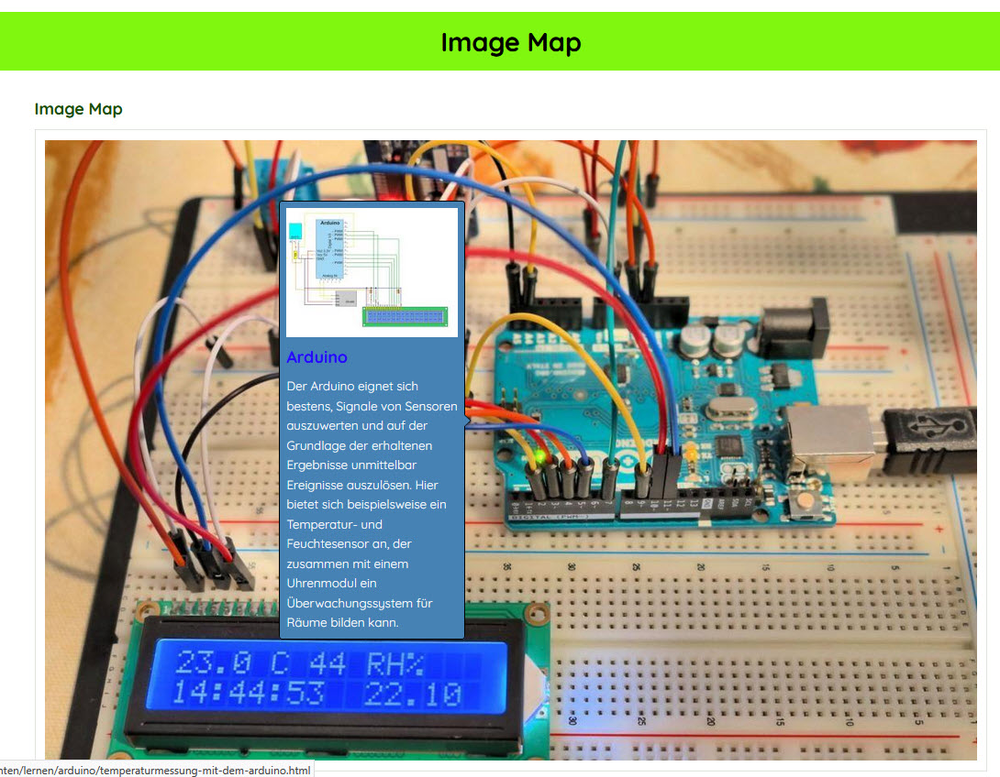 Image Map
Image Map
Arduino
Arduino
Der Arduino eignet sich
bestens, Signale von Sensoren
auszuwerten und auf der
Grundlage der erhaltenen
Ergebnisse unmittelbar
Ereignisse auszulösen. Hier
bietet sich beispielsweise ein
Temperatur- und
Feuchtesensor an, der
zusammen mit einem
Uhrenmodul ein
Überwachungssystem für
Räume bilden kann.
DIGITAL (PWM~)
23.0 C 44 RH%
14:44:53 22.10
nten/lernen/arduino/temperaturmessung-mit-dem-arduino.html